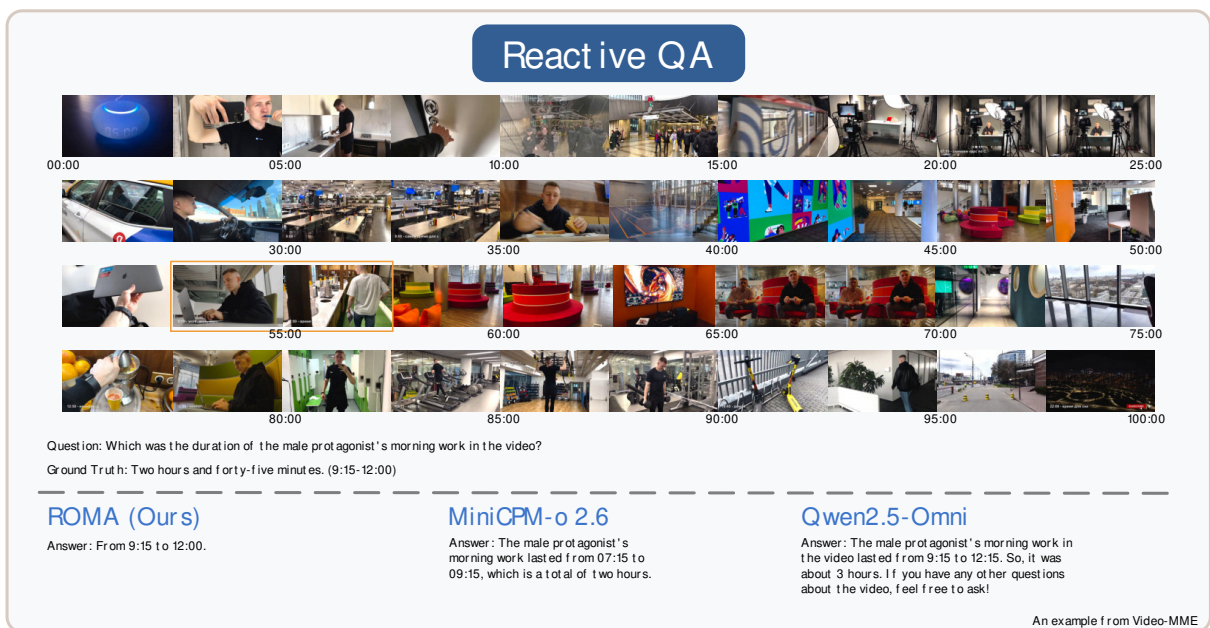 Reactive QA
00:00 05:00 10:00 15:00 20:00 25:00
30:00 35:00 40:00 45:00 50:00
55:00 60:00 65:00 70:00 75:00
80:00 85:00 90:00 95:00 100:00
Question: Which was the duration of the male protagonist's morning work in the video?
Ground Truth: Two hours and forty-five minutes. (9:15-12:00)
ROMA (Ours)
Answer: From 9:15 to 12:00.
MiniCPM-o 2.6
Answer: The male protagonist's
morning work lasted from 07:15 to
09:15, which is a total of two hours.
Qwen2.5-Omni
Answer: The male protagonist's morning work in
the video lasted from 9:15 to 12:15. So, it was
about 3 hours. If you have any other questions
about the video, feel free to ask!
An example from Video-MME